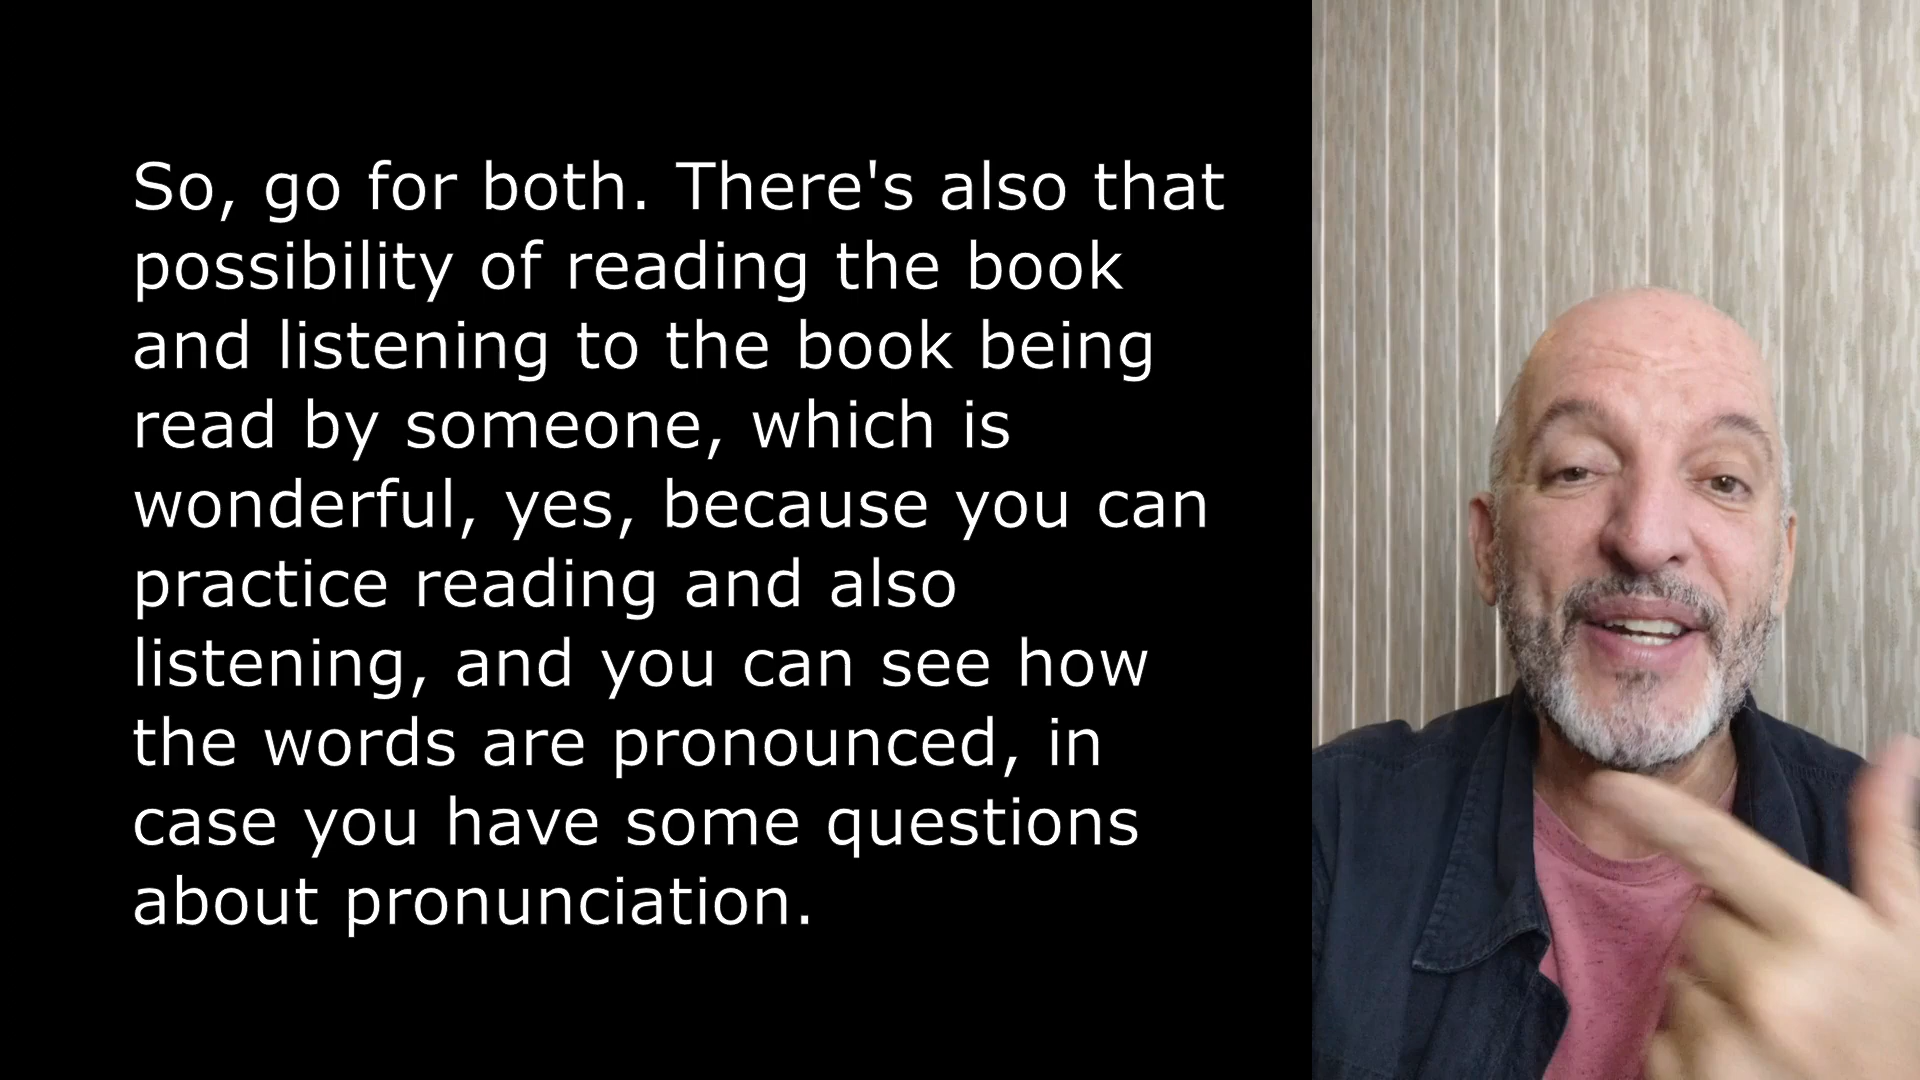 So, go for both. There's also that
possibility of reading the book
and listening to the book being
read by someone, which is
wonderful, yes, because you can
practice reading and also
listening, and you can see how
the words are pronounced, in
case you have some questions
about pronunciation.